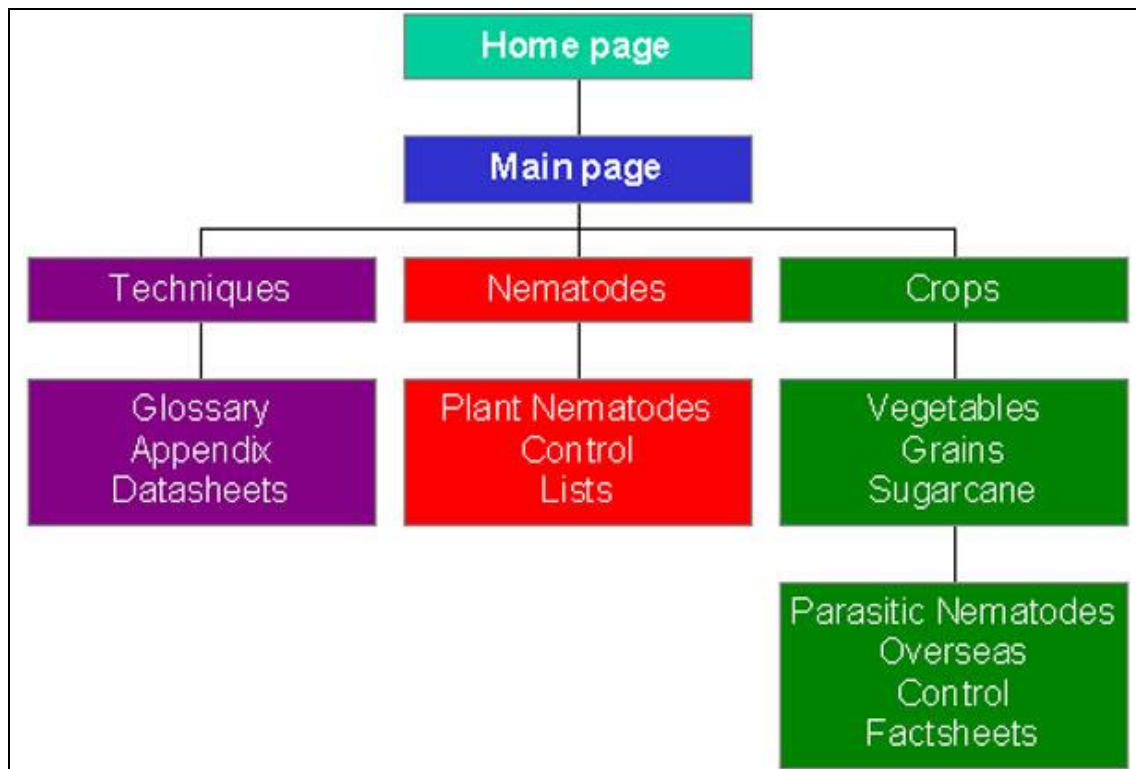 Home page
Main page
Techniques
Nematodes
Crops
Glossary
Appendix
Datasheets
Plant Nematodes
Control
Lists
Vegetables
Grains
Sugarcane
Parasitic Nematodes
Overseas
Control
Factsheets